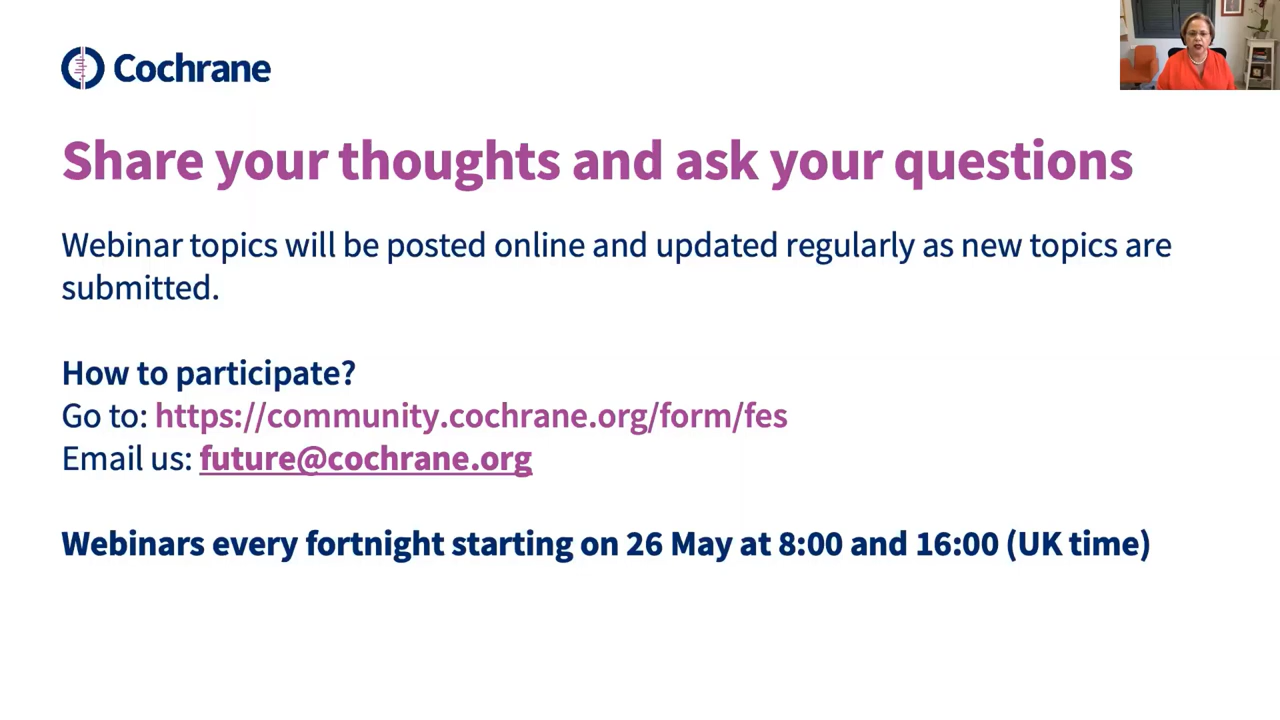 Cochrane
Share your thoughts and ask your questions
Webinar topics will be posted online and updated regularly as new topics are
submitted.
How to participate?
Go to: https://community.cochrane.org/form/fes
Email us: future@cochrane.org
Webinars every fortnight starting on 26 May at 8:00 and 16:00 (UK time)